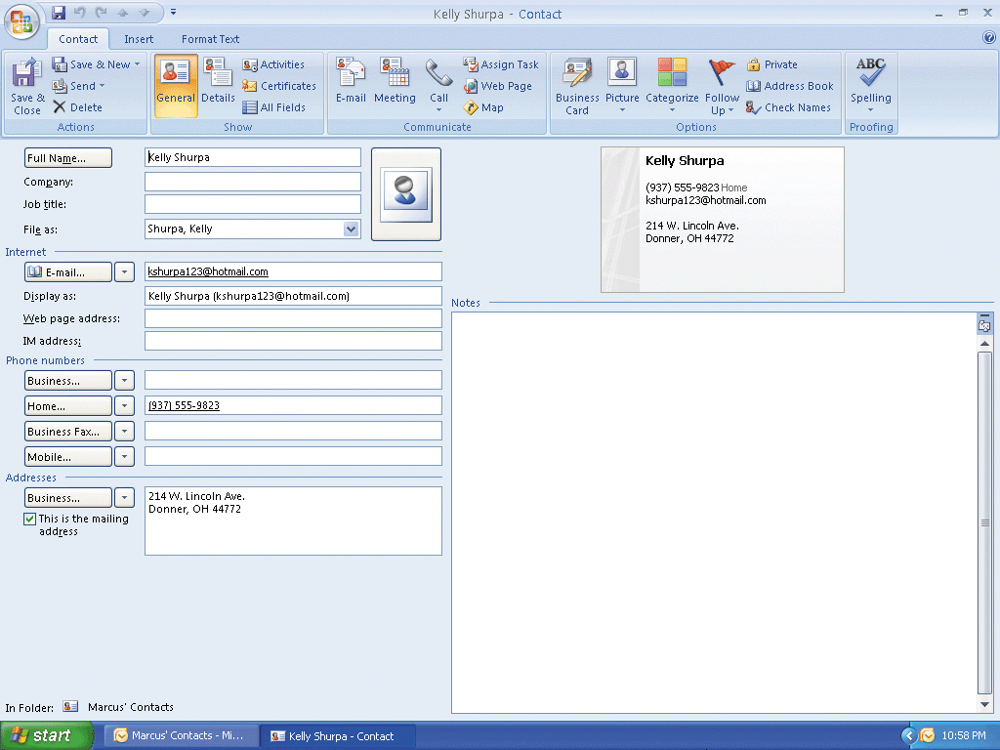 Kelly Shurpa - Contact
Contact Insert Format Text
Save & Close
Save & New
Send
Delete
Actions
General
Details
Activities
Certificates
All Fields
Show
E-mail
Meeting
Call
Assign Task
Web Page
Map
Communicate
Business Card
Picture
Categorize
Follow Up
Private
Address Book
Check Names
Options
ABC
Spelling
Proofing
Full Name... Kelly Shurpa
Company:
Job title:
File as: Shurpa, Kelly
Internet
E-mail... kshurpa123@hotmail.com
Display as: Kelly Shurpa (kshurpa123@hotmail.com)
Web page address:
IM address:
Phone numbers
Business...
Home... (937) 555-9823
Business Fax...
Mobile...
Addresses
Business... 214 W. Lincoln Ave.
Donner, OH 44772
This is the mailing
address
Kelly Shurpa
(937) 555-9823 Home
kshurpa123@hotmail.com
214 W. Lincoln Ave.
Donner, OH 44772
Notes
In Folder: Marcus' Contacts
start
Marcus' Contacts - Mi...
Kelly Shurpa - Contact
10:58 PM